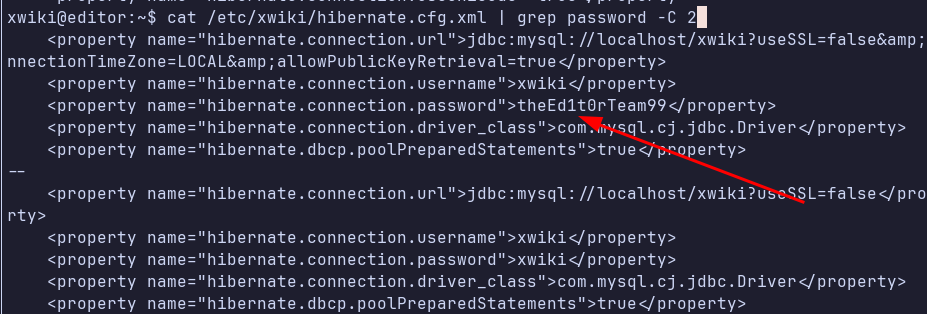 xwiki@editor:~$ cat /etc/xwiki/hibernate.cfg.xml | grep password -C 2
    <property name="hibernate.connection.url">jdbc:mysql://localhost/xwiki?useSSL=false&amp;
nnectionTimeZone=LOCAL&amp;allowPublicKeyRetrieval=true</property>
    <property name="hibernate.connection.username">xwiki</property>
    <property name="hibernate.connection.password">theEd1t0rTeam99</property>
    <property name="hibernate.connection.driver_class">com.mysql.cj.jdbc.Driver</property>
    <property name="hibernate.dbcp.poolPreparedStatements">true</property>
--
    <property name="hibernate.connection.url">jdbc:mysql://localhost/xwiki?useSSL=false</pro
rty>
    <property name="hibernate.connection.username">xwiki</property>
    <property name="hibernate.connection.password">xwiki</property>
    <property name="hibernate.connection.driver_class">com.mysql.cj.jdbc.Driver</property>
    <property name="hibernate.dbcp.poolPreparedStatements">true</property>